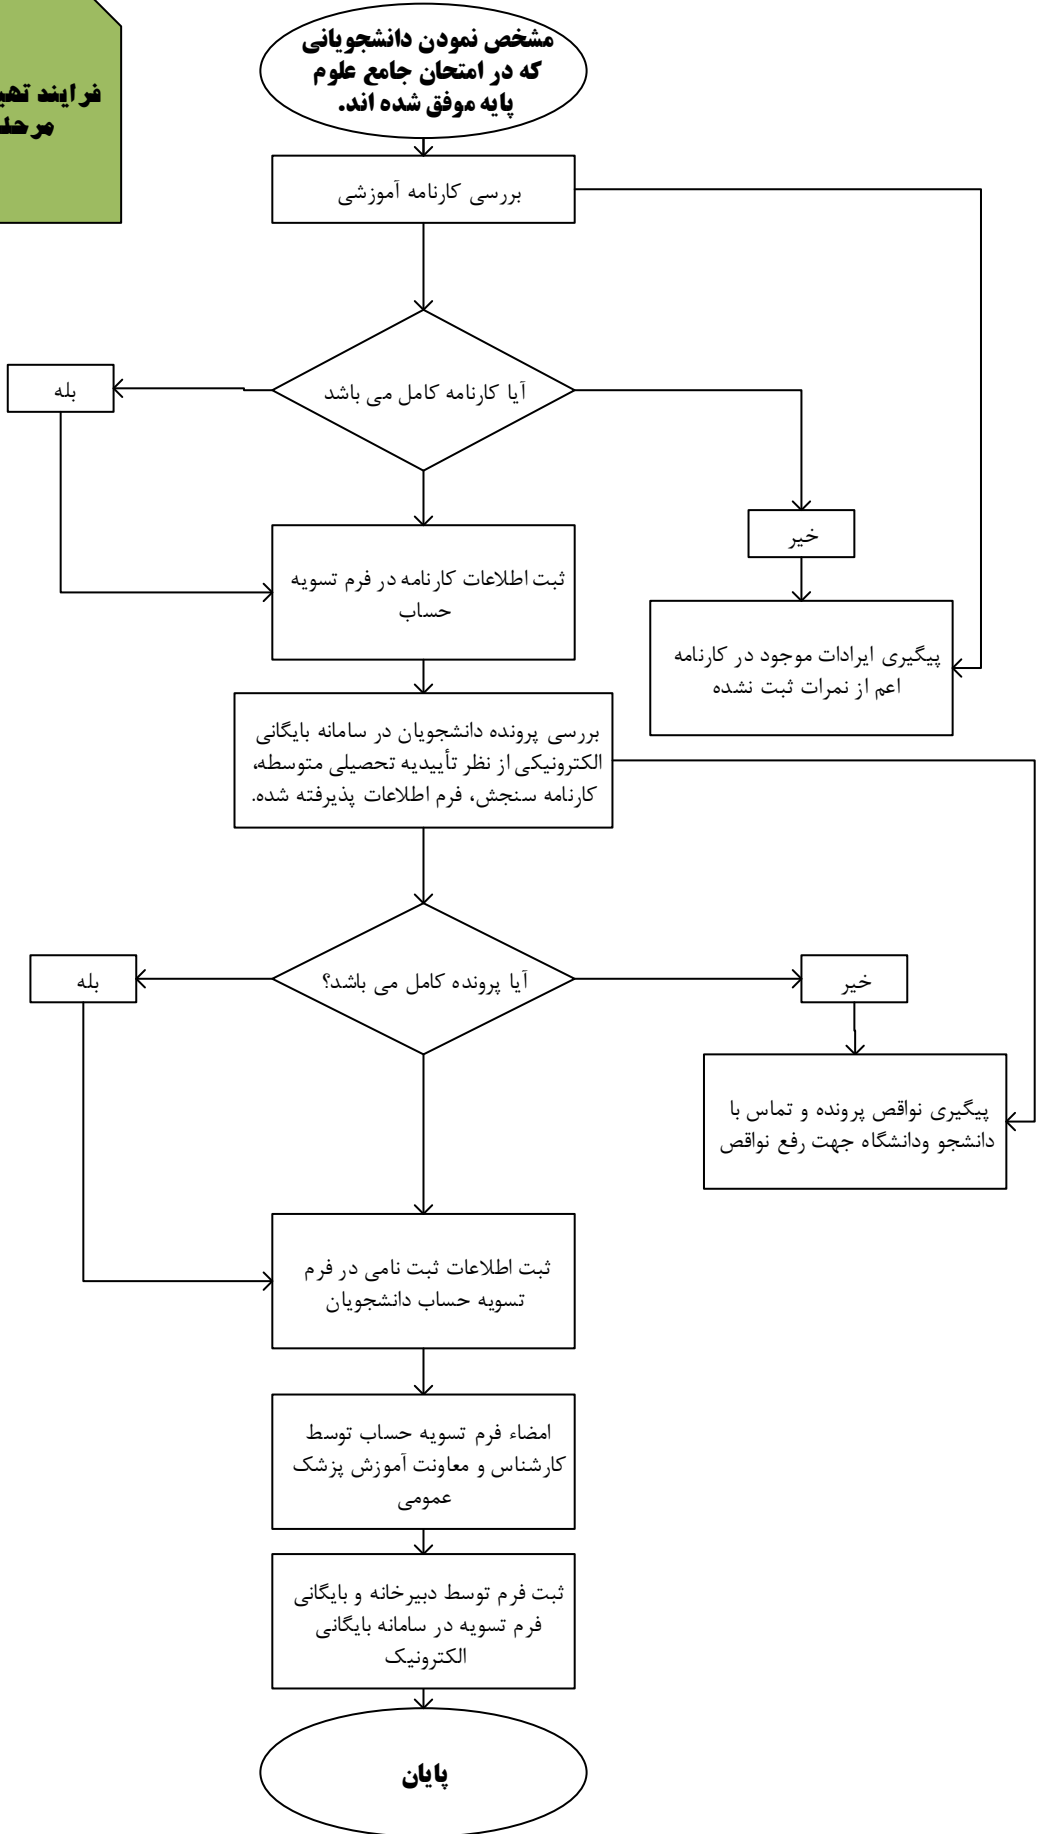 فرایند
مرحله
مشخص نمودن دانشجویانی
که در امتحان جامع علوم
پایه موفق شده اند.
بررسی کارنامه آموزشی
آیا کارنامه کامل می باشد
بله
خیر
ثبت اطلاعات کارنامه در فرم تسویه
حساب
پیگیری ایرادات موجود در کارنامه
اعم از نمرات ثبت نشده
بررسی پرونده دانشجویان در سامانه بایگانی
الکترونیکی از نظر تأییدیه تحصیلی متوسطه،
کارنامه سنجش، فرم اطلاعات پذیرفته شده.
آیا پرونده کامل می باشد؟
بله
خیر
پیگیری نواقص پرونده و تماس با
دانشجو ودانشگاه جهت رفع نواقص
ثبت اطلاعات ثبت نامی در فرم
تسویه حساب دانشجویان
امضاء فرم تسویه حساب توسط
کارشناس و معاونت آموزش پزشک
عمومی
ثبت فرم توسط دبیرخانه و بایگانی
فرم تسویه در سامانه بایگانی
الکترونیک
پایان